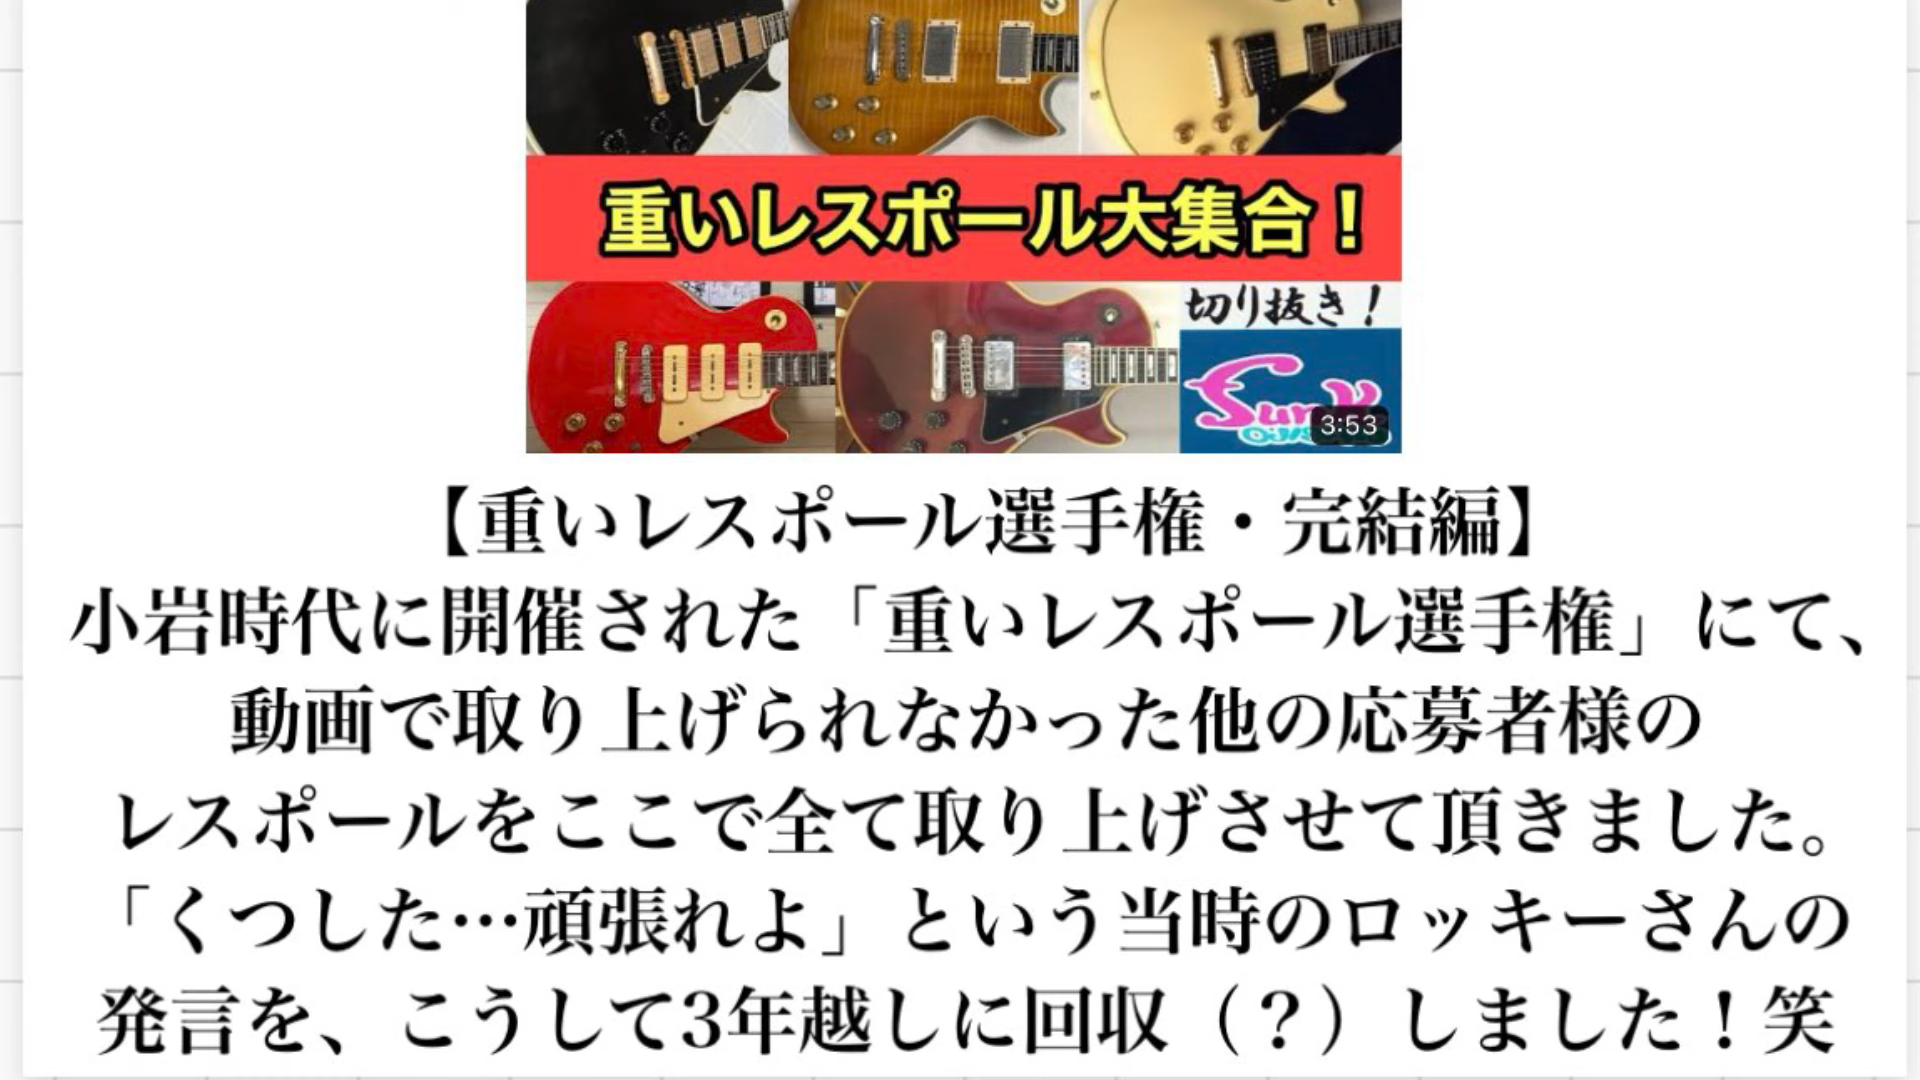 重いレスポール大集合！
切り抜き！
3:53
【重いレスポール選手権・完結編】
小岩時代に開催された「重いレスポール選手権」にて、
動画で取り上げられなかった他の応募者様の
レスポールをここで全て取り上げさせて頂きました。
「くつした…頑張れよ」という当時のロッキーさんの
発言を、こうして3年越しに回収（？）しました！笑